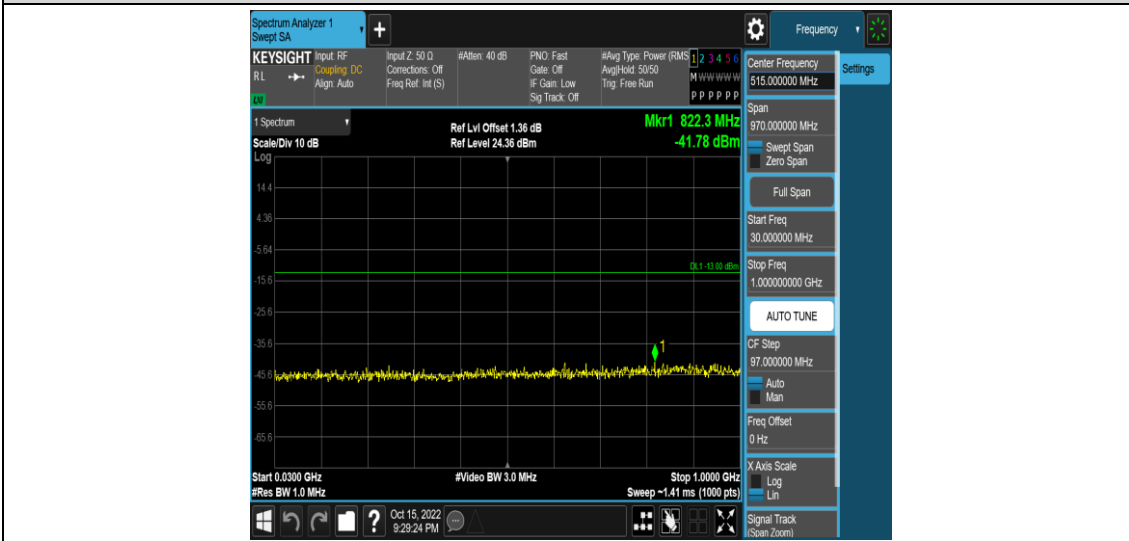 Spectrum Analyzer 1
Swept SA
+
Frequency
KEYSIGHT
RL
LXI
Input: RF
Coupling: DC
Align: Auto
Input Z: 50 Ω
Corrections: Off
Freq Ref: Int (S)
#Atten: 40 dB
PNO: Fast
Gate: Off
IF Gain: Low
Sig Track: Off
#Avg Type: Power (RMS
Avg|Hold: 50/50
Trig: Free Run
1 2 3 4 5 6
M W W W W W
P P P P P P
1 Spectrum
Scale/Div 10 dB
Log
Ref Lvl Offset 1.36 dB
Ref Level 24.36 dBm
Mkr1 822.3 MHz
-41.78 dBm
14.4
4.36
-5.64
DL1 -13.00 dBm
-15.6
-25.6
-35.6
1
-45.6
-55.6
-65.6
Start 0.0300 GHz
#Res BW 1.0 MHz
#Video BW 3.0 MHz
Stop 1.0000 GHz
Sweep ~1.41 ms (1000 pts)
?
Oct 15, 2022
9:29:24 PM
Center Frequency
515.000000 MHz
Settings
Span
970.000000 MHz
Swept Span
Zero Span
Full Span
Start Freq
30.000000 MHz
Stop Freq
1.000000000 GHz
AUTO TUNE
CF Step
97.000000 MHz
Auto
Man
Freq Offset
0 Hz
X Axis Scale
Log
Lin
Signal Track
(Span Zoom)